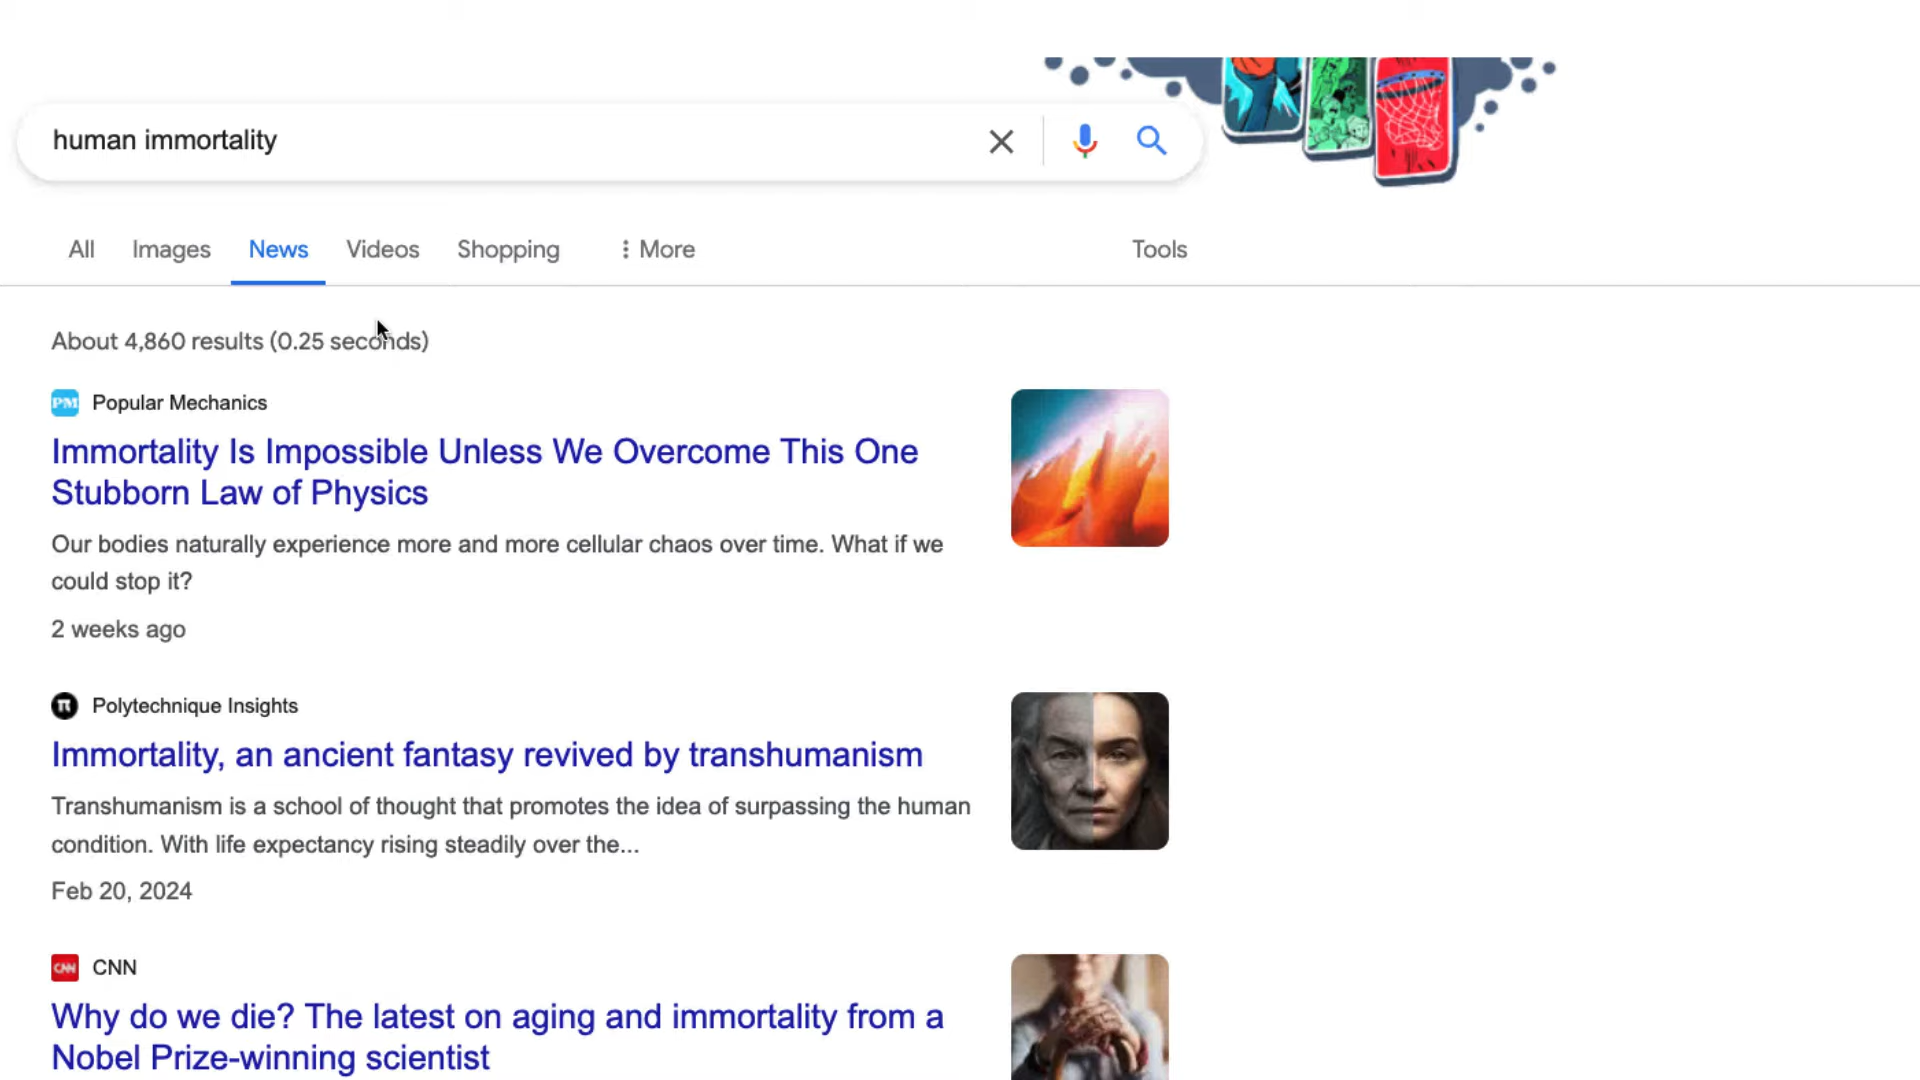 human immortality
All Images News Videos Shopping More Tools
About 4,860 results (0.25 seconds)
PM Popular Mechanics
Immortality Is Impossible Unless We Overcome This One
Stubborn Law of Physics
Our bodies naturally experience more and more cellular chaos over time. What if we
could stop it?
2 weeks ago
π Polytechnique Insights
Immortality, an ancient fantasy revived by transhumanism
Transhumanism is a school of thought that promotes the idea of surpassing the human
condition. With life expectancy rising steadily over the...
Feb 20, 2024
CNN CNN
Why do we die? The latest on aging and immortality from a
Nobel Prize-winning scientist